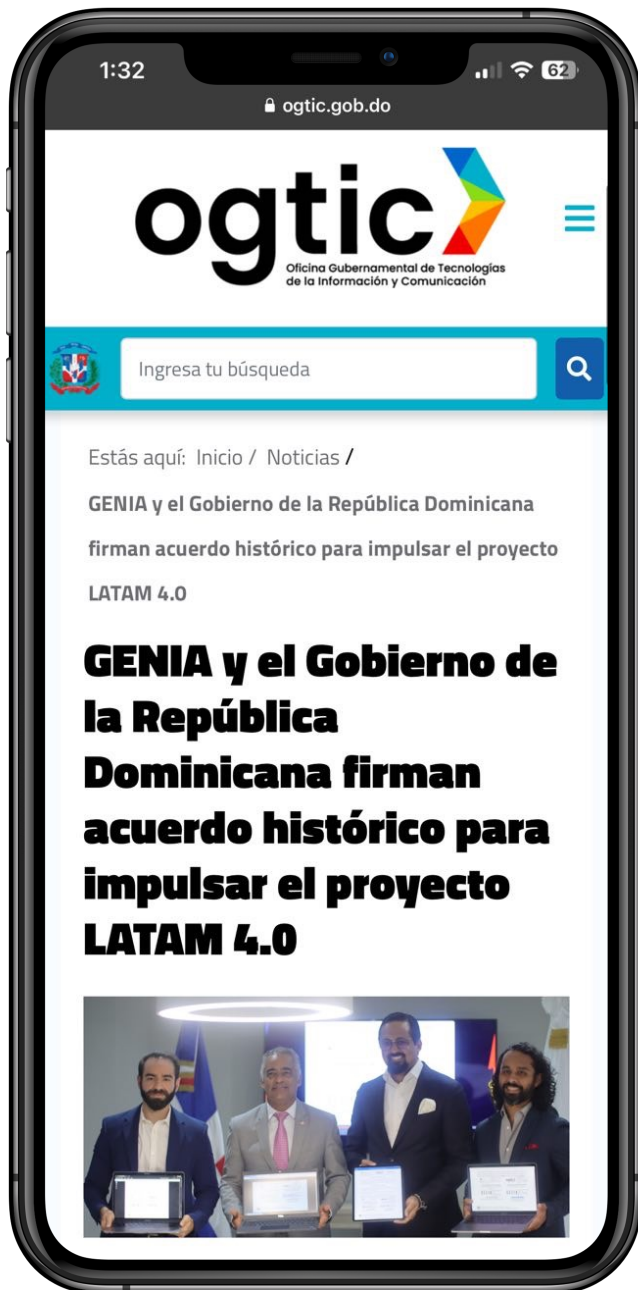 1:32
62
ogtic.gob.do
ogtic
Oficina Gubernamental de Tecnologías
de la Información y Comunicación
Ingresa tu búsqueda
Estás aquí: Inicio / Noticias /
GENIA y el Gobierno de la República Dominicana
firman acuerdo histórico para impulsar el proyecto
LATAM 4.0
GENIA y el Gobierno de
la República
Dominicana firman
acuerdo histórico para
impulsar el proyecto
LATAM 4.0